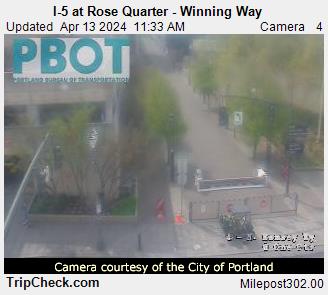 I-5 at Rose Quarter - Winning Way
Updated Apr 13 2024 11:33 AM Camera 4
PBOT
PORTLAND BUREAU OF TRANSPORTATION
Camera courtesy of the City of Portland
TripCheck.com Milepost302.00